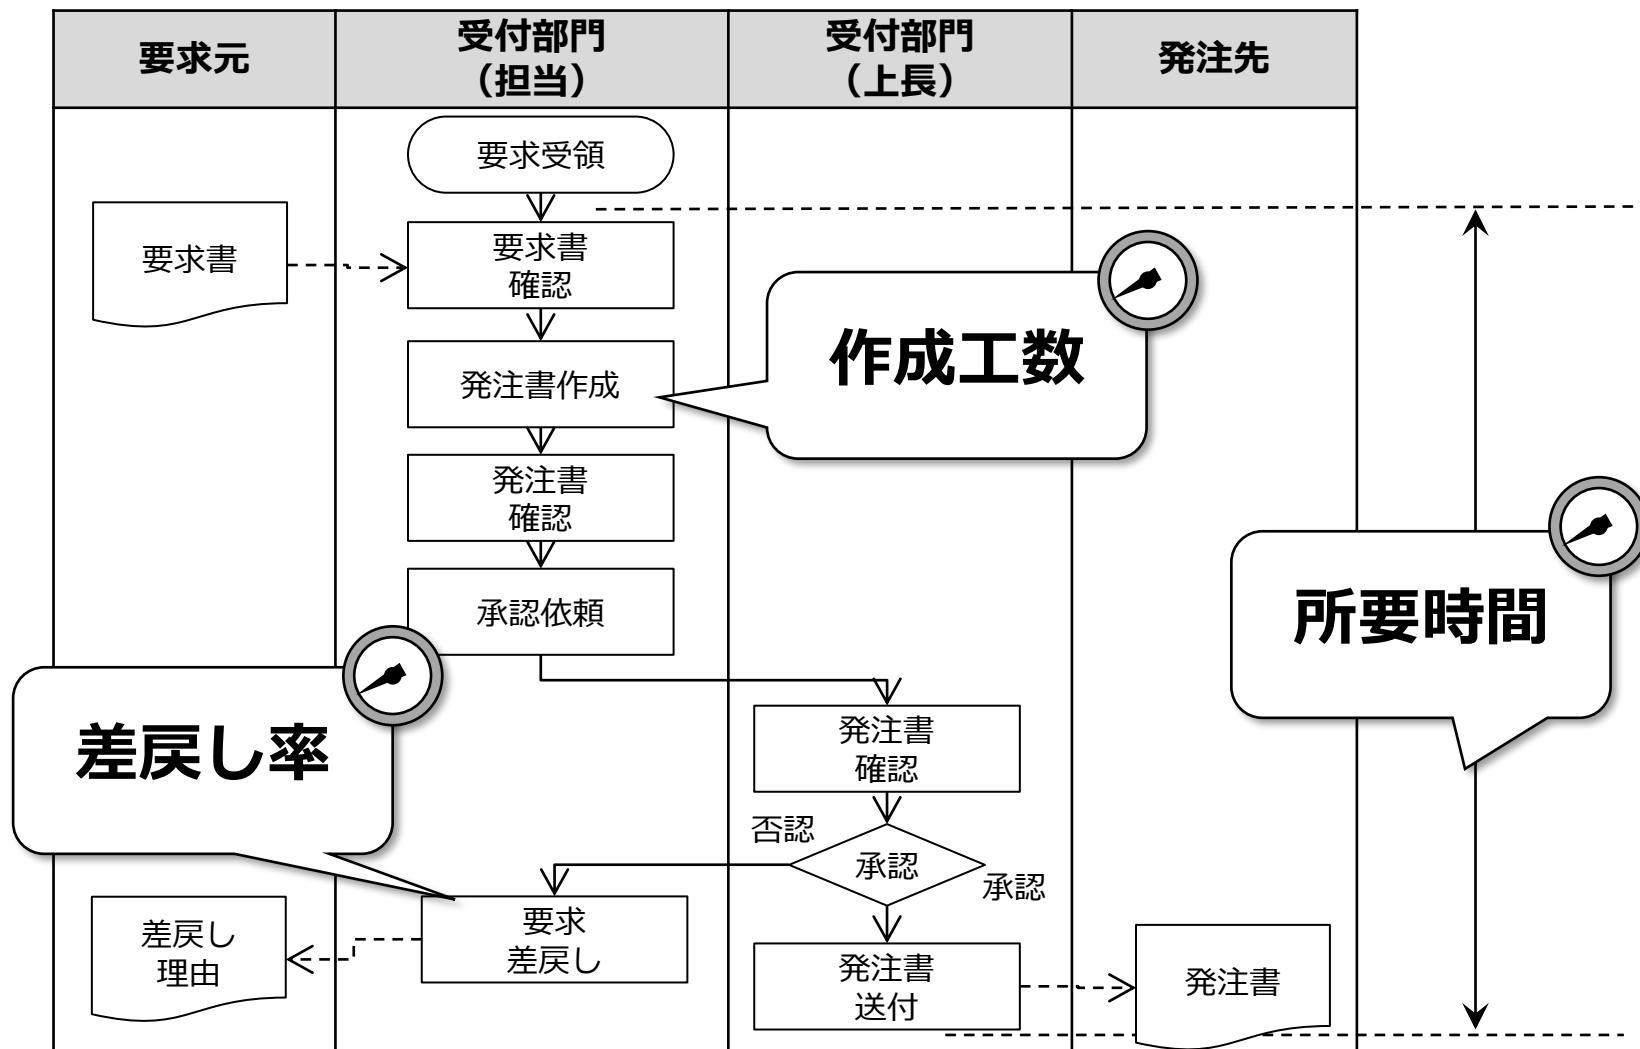 要求元
受付部門
（担当）
受付部門
（上長）
発注先
要求受領
要求書
要求書
確認
作成工数
発注書作成
発注書
確認
所要時間
承認依頼
差戻し率
発注書
確認
否認
承認
承認
差戻し
理由
要求
差戻し
発注書
送付
発注書